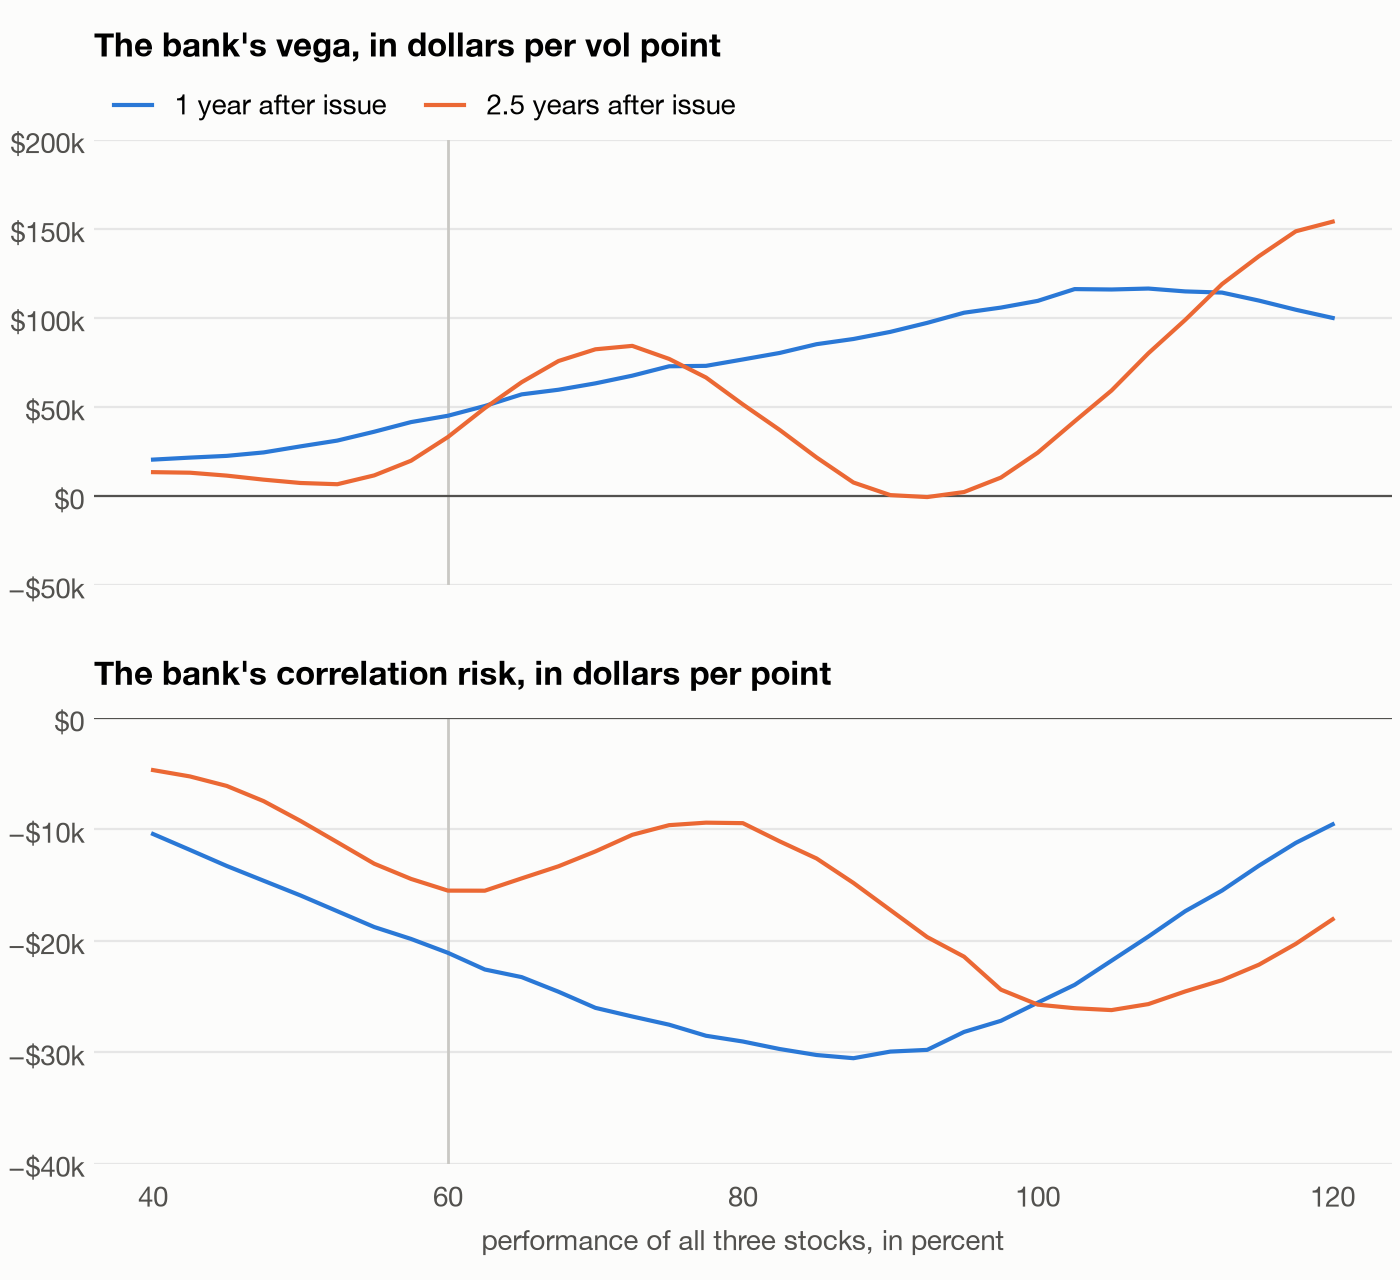 The bank's vega, in dollars per vol point
1 year after issue 2.5 years after issue
$200k
$150k
$100k
$50k
$0
−$50k
The bank's correlation risk, in dollars per point
$0
−$10k
−$20k
−$30k
−$40k
40 60 80 100 120
performance of all three stocks, in percent